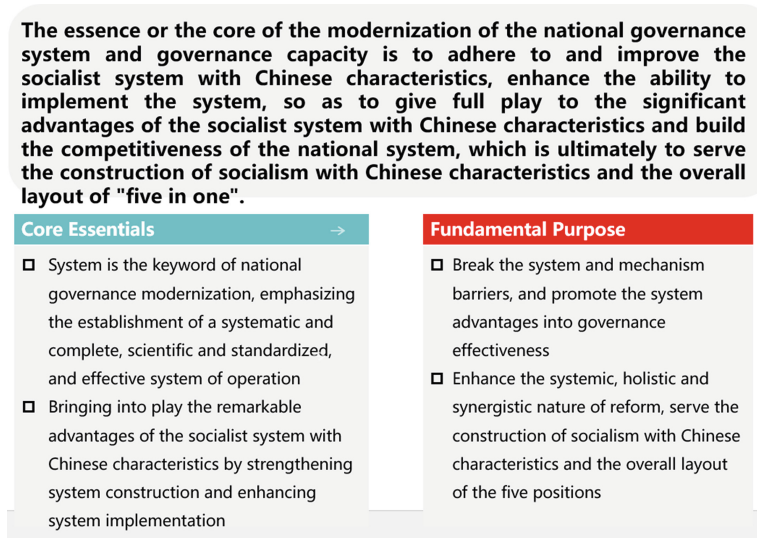 The essence or the core of the modernization of the national governance
system and governance capacity is to adhere to and improve the
socialist system with Chinese characteristics, enhance the ability to
implement the system, so as to give full play to the significant
advantages of the socialist system with Chinese characteristics and build
the competitiveness of the national system, which is ultimately to serve
the construction of socialism with Chinese characteristics and the overall
layout of "five in one".
Core Essentials →
System is the keyword of national
governance modernization, emphasizing
the establishment of a systematic and
complete, scientific and standardized,
and effective system of operation
Bringing into play the remarkable
advantages of the socialist system with
Chinese characteristics by strengthening
system construction and enhancing
system implementation
Fundamental Purpose
Break the system and mechanism
barriers, and promote the system
advantages into governance
effectiveness
Enhance the systemic, holistic and
synergistic nature of reform, serve the
construction of socialism with Chinese
characteristics and the overall layout
of the five positions